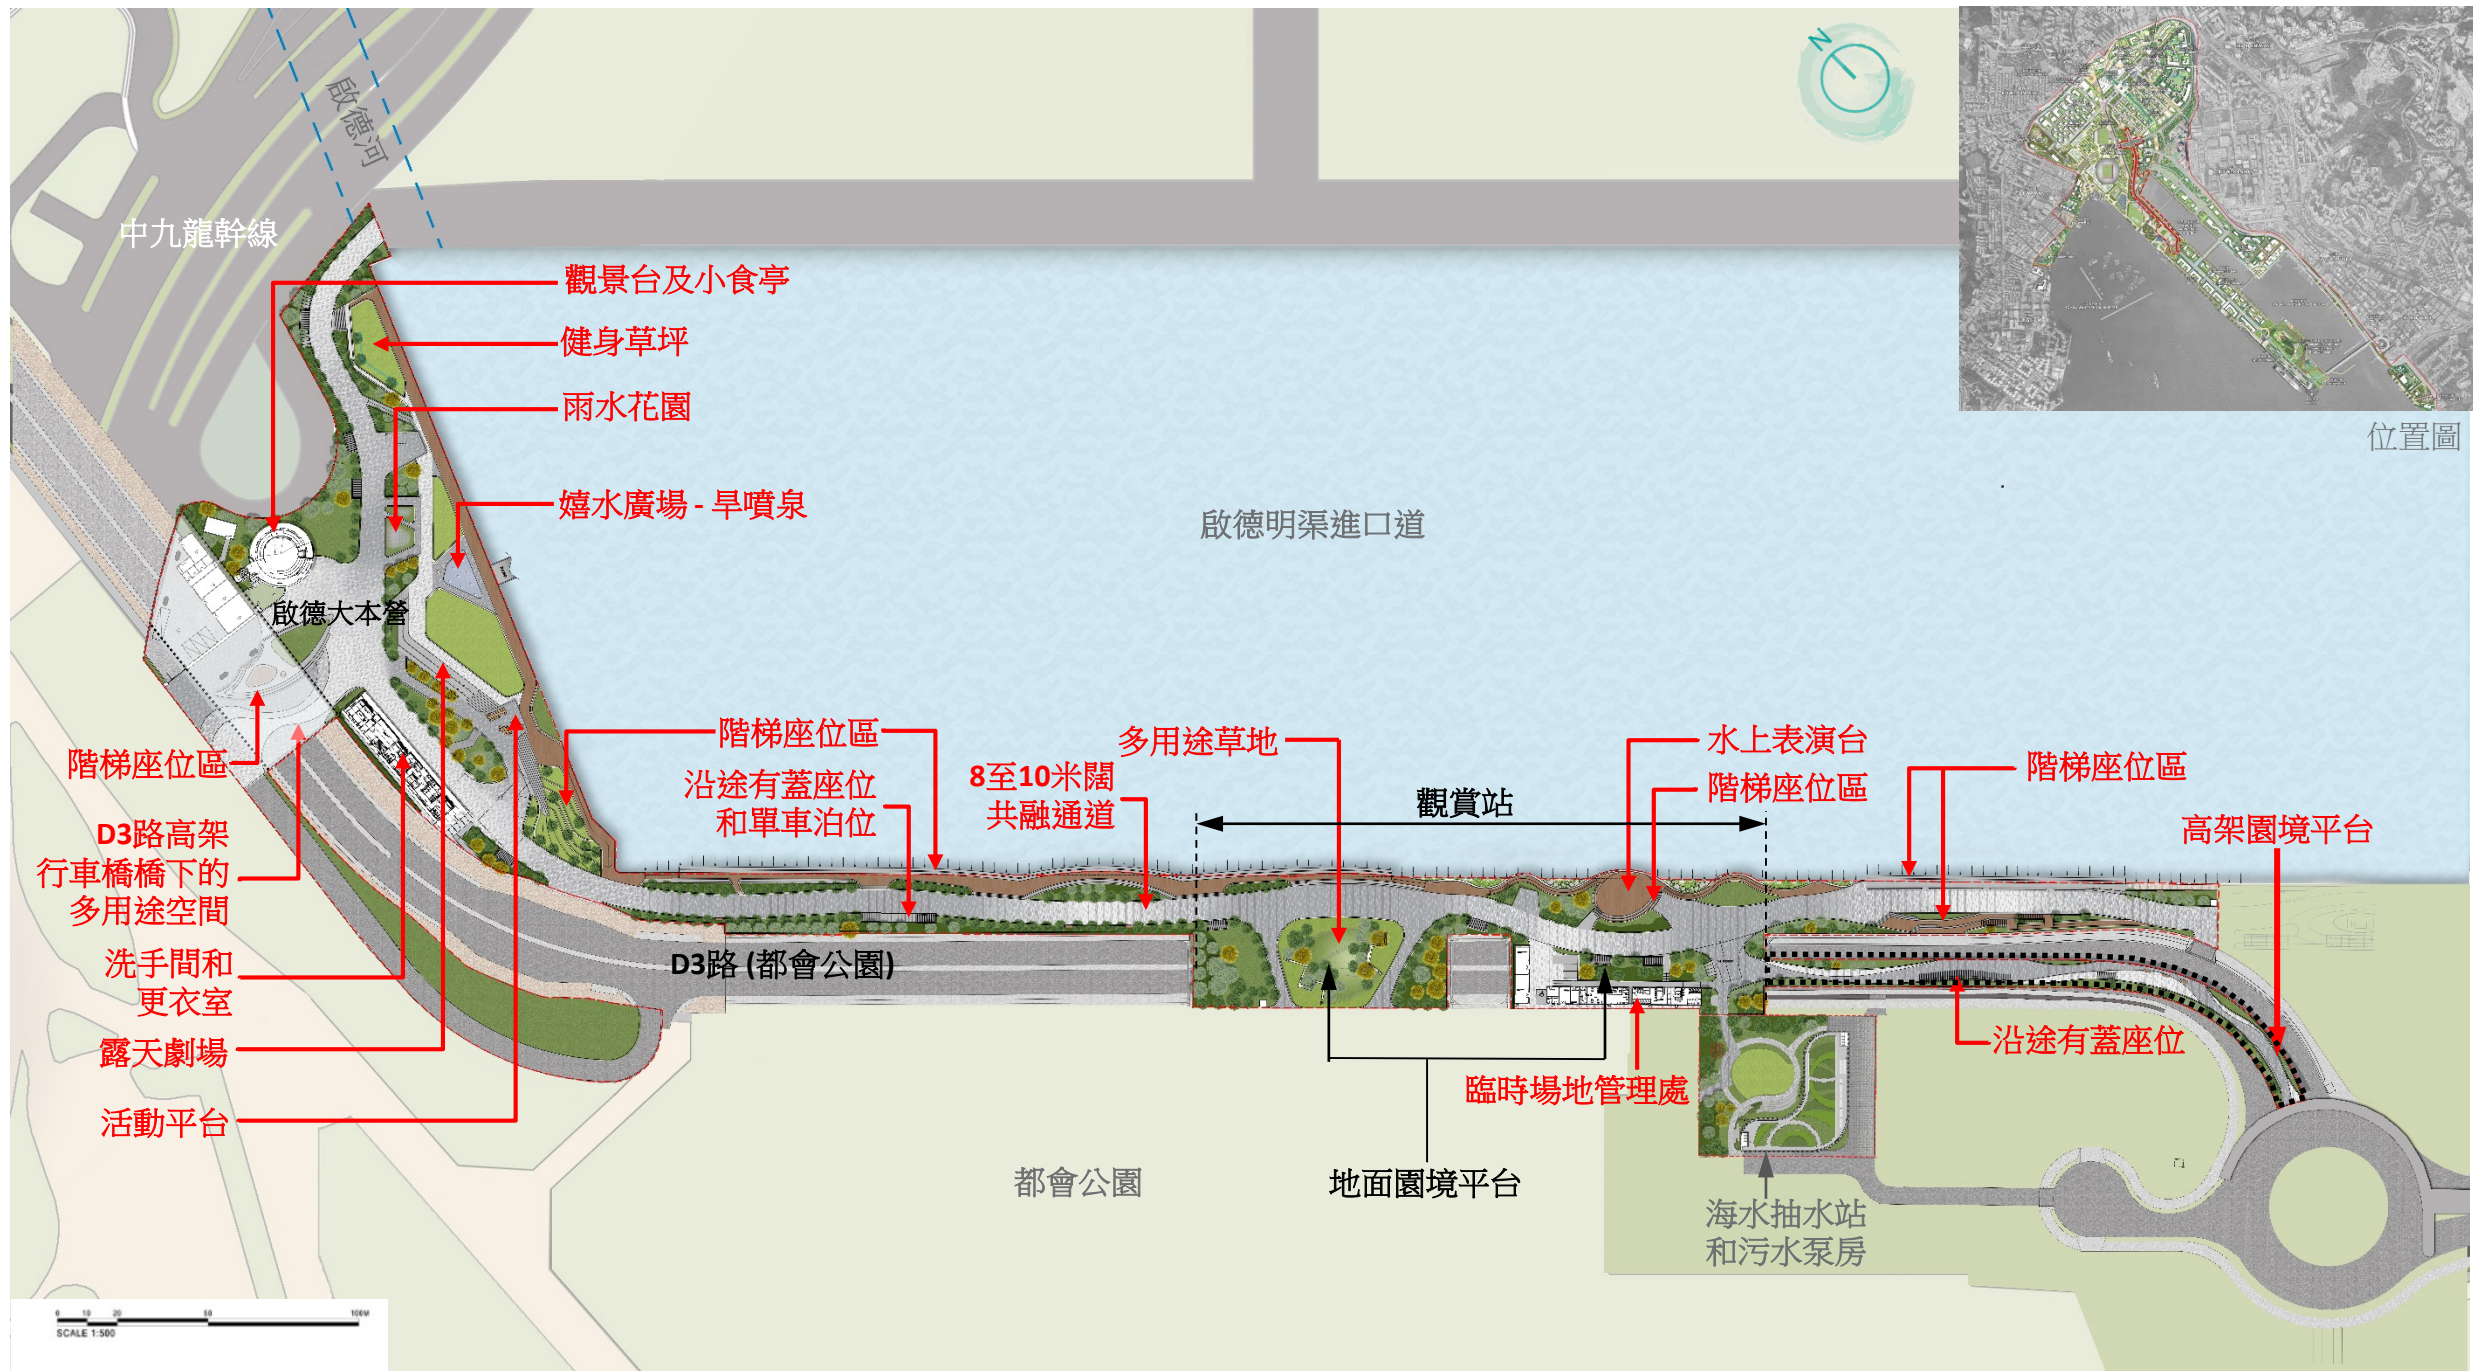 啟德河
N
中九龍幹線
觀景台及小食亭
健身草坪
雨水花園
位置圖
嬉水廣場 - 旱噴泉
啟德明渠進口道
啟德大本營
階梯座位區
階梯座位區
多用途草地
水上表演台
階梯座位區
階梯座位區
沿途有蓋座位
和單車泊位
8至10米闊
共融通道
觀賞站
高架園境平台
D3路高架
行車橋橋下的
多用途空間
D3路 (都會公園)
洗手間和
更衣室
露天劇場
沿途有蓋座位
臨時場地管理處
活動平台
都會公園
地面園境平台
海水抽水站
和污水泵房
0 10 20 50 100M
SCALE 1:500